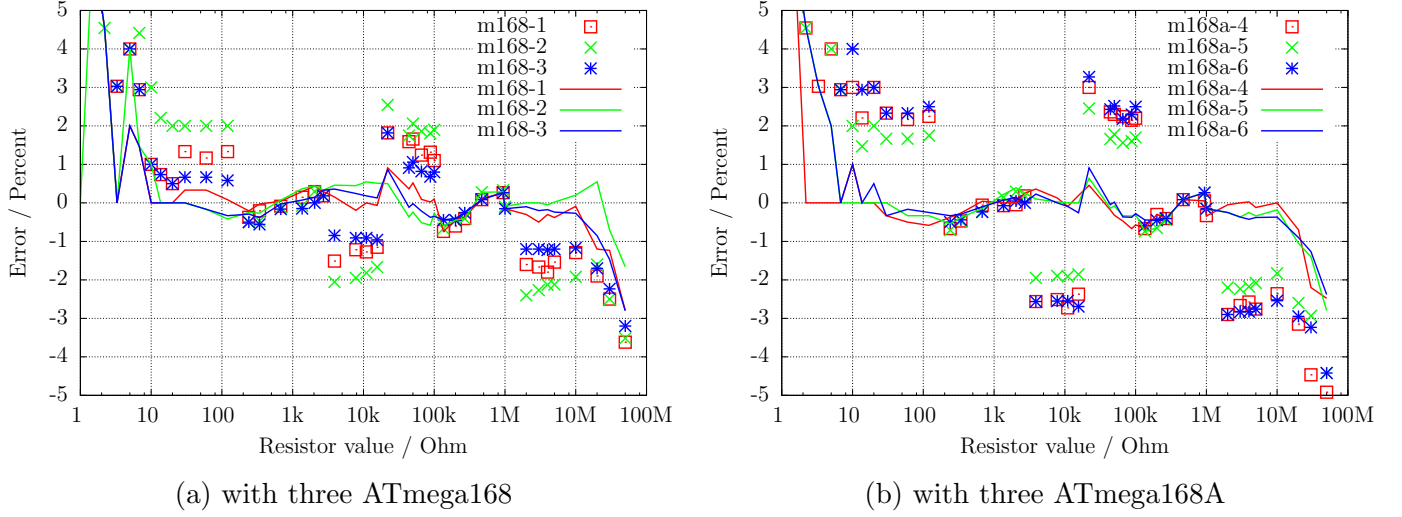 Error / Percent
5
4
3
2
1
0
-1
-2
-3
-4
-5
1 10 100 1k 10k 100k 1M 10M 100M
Resistor value / Ohm
m168-1
m168-2
m168-3
m168-1
m168-2
m168-3
(a) with three ATmega168
Error / Percent
5
4
3
2
1
0
-1
-2
-3
-4
-5
1 10 100 1k 10k 100k 1M 10M 100M
Resistor value / Ohm
m168a-4
m168a-5
m168a-6
m168a-4
m168a-5
m168a-6
(b) with three ATmega168A